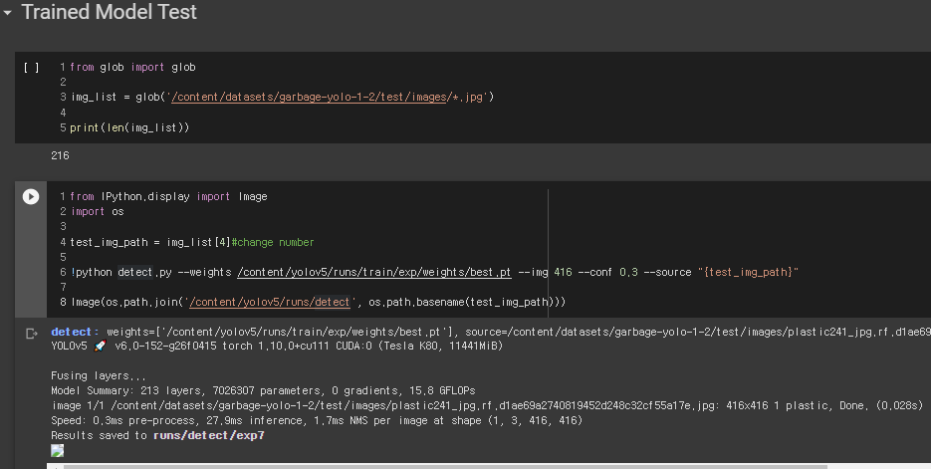 Trained Model Test
[ ]
1 from glob import glob
2
3 img_list = glob('/content/datasets/garbage-yolo-1-2/test/images/*.jpg')
4
5 print(len(img_list))
216
1 from IPython.display import Image
2 import os
3
4 test_img_path = img_list[4]#change number
5
6 !python detect.py --weights /content/yolov5/runs/train/exp/weights/best.pt --img 416 --conf 0.3 --source "{test_img_path}"
7
8 Image(os.path.join('/content/yolov5/runs/detect', os.path.basename(test_img_path)))
detect: weights=['/content/yolov5/runs/train/exp/weights/best.pt'], source=/content/datasets/garbage-yolo-1-2/test/images/plastic241_jpg.rf.d1ae69
YOLOv5 🚀 v6.0-152-g26f0415 torch 1.10.0+cu111 CUDA:0 (Tesla K80, 11441MiB)
Fusing layers...
Model Summary: 213 layers, 7026307 parameters, 0 gradients, 15.8 GFLOPs
image 1/1 /content/datasets/garbage-yolo-1-2/test/images/plastic241_jpg.rf.d1ae69a2740819452d248c32cf55a17e.jpg: 416x416 1 plastic, Done. (0.028s)
Speed: 0.3ms pre-process, 27.9ms inference, 1.7ms NMS per image at shape (1, 3, 416, 416)
Results saved to runs/detect/exp7